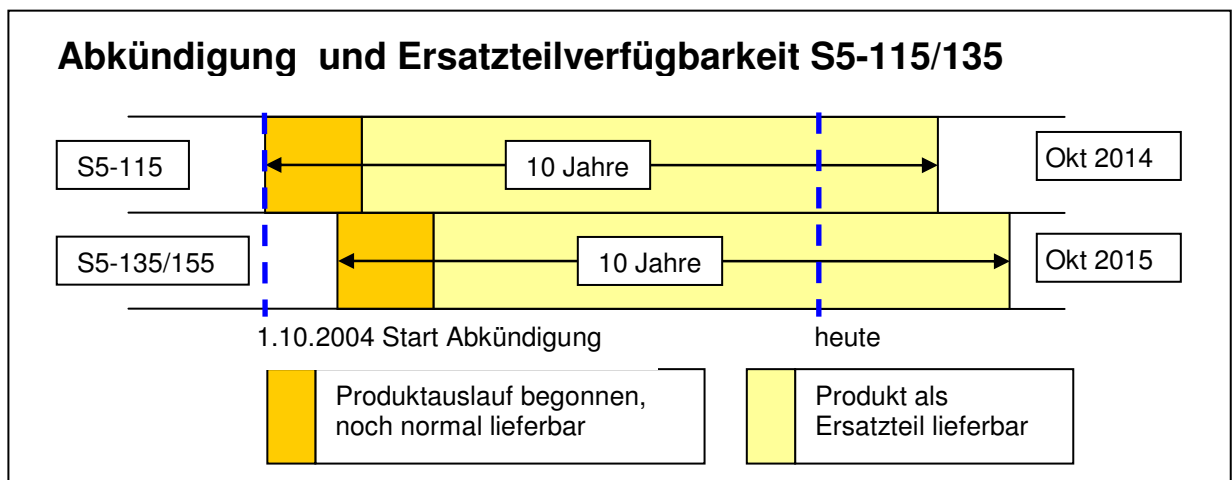 Abkündigung und Ersatzteilverfügbarkeit S5-115/135
S5-115
10 Jahre
Okt 2014
S5-135/155
10 Jahre
Okt 2015
1.10.2004 Start Abkündigung
heute
Produktauslauf begonnen,
noch normal lieferbar
Produkt als
Ersatzteil lieferbar